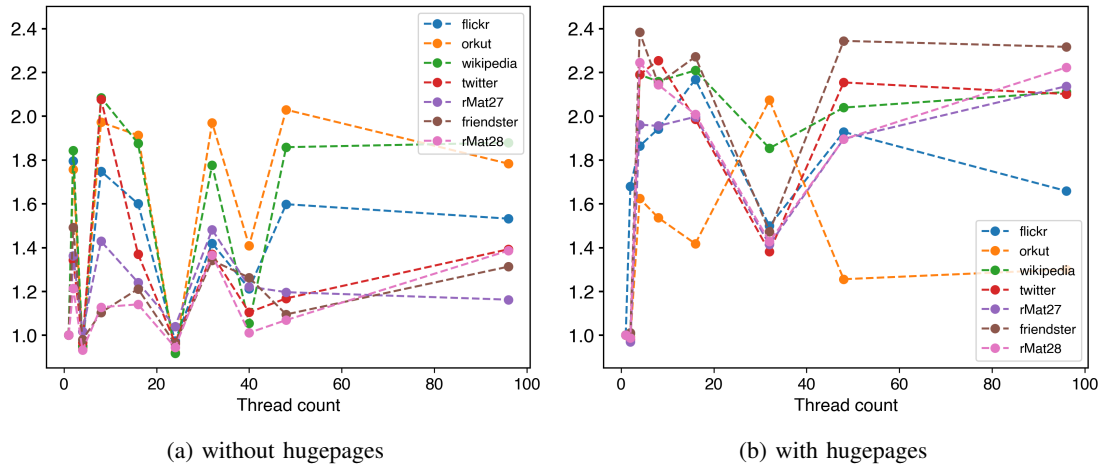 2.4
2.2
2.0
1.8
1.6
1.4
1.2
1.0
0 20 40 60 80 100
Thread count
flickr
orkut
wikipedia
twitter
rMat27
friendster
rMat28
(a) without hugepages
2.4
2.2
2.0
1.8
1.6
1.4
1.2
1.0
0 20 40 60 80 100
Thread count
flickr
orkut
wikipedia
twitter
rMat27
friendster
rMat28
(b) with hugepages